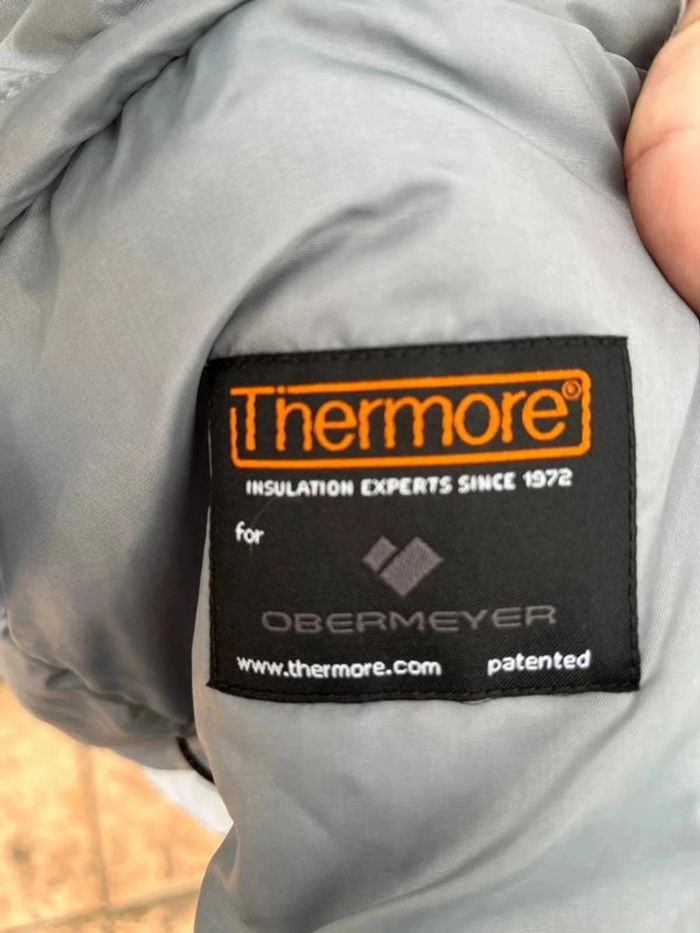 Thermore®
INSULATION EXPERTS SINCE 1972
for
OBERMEYER
www.thermore.com patented